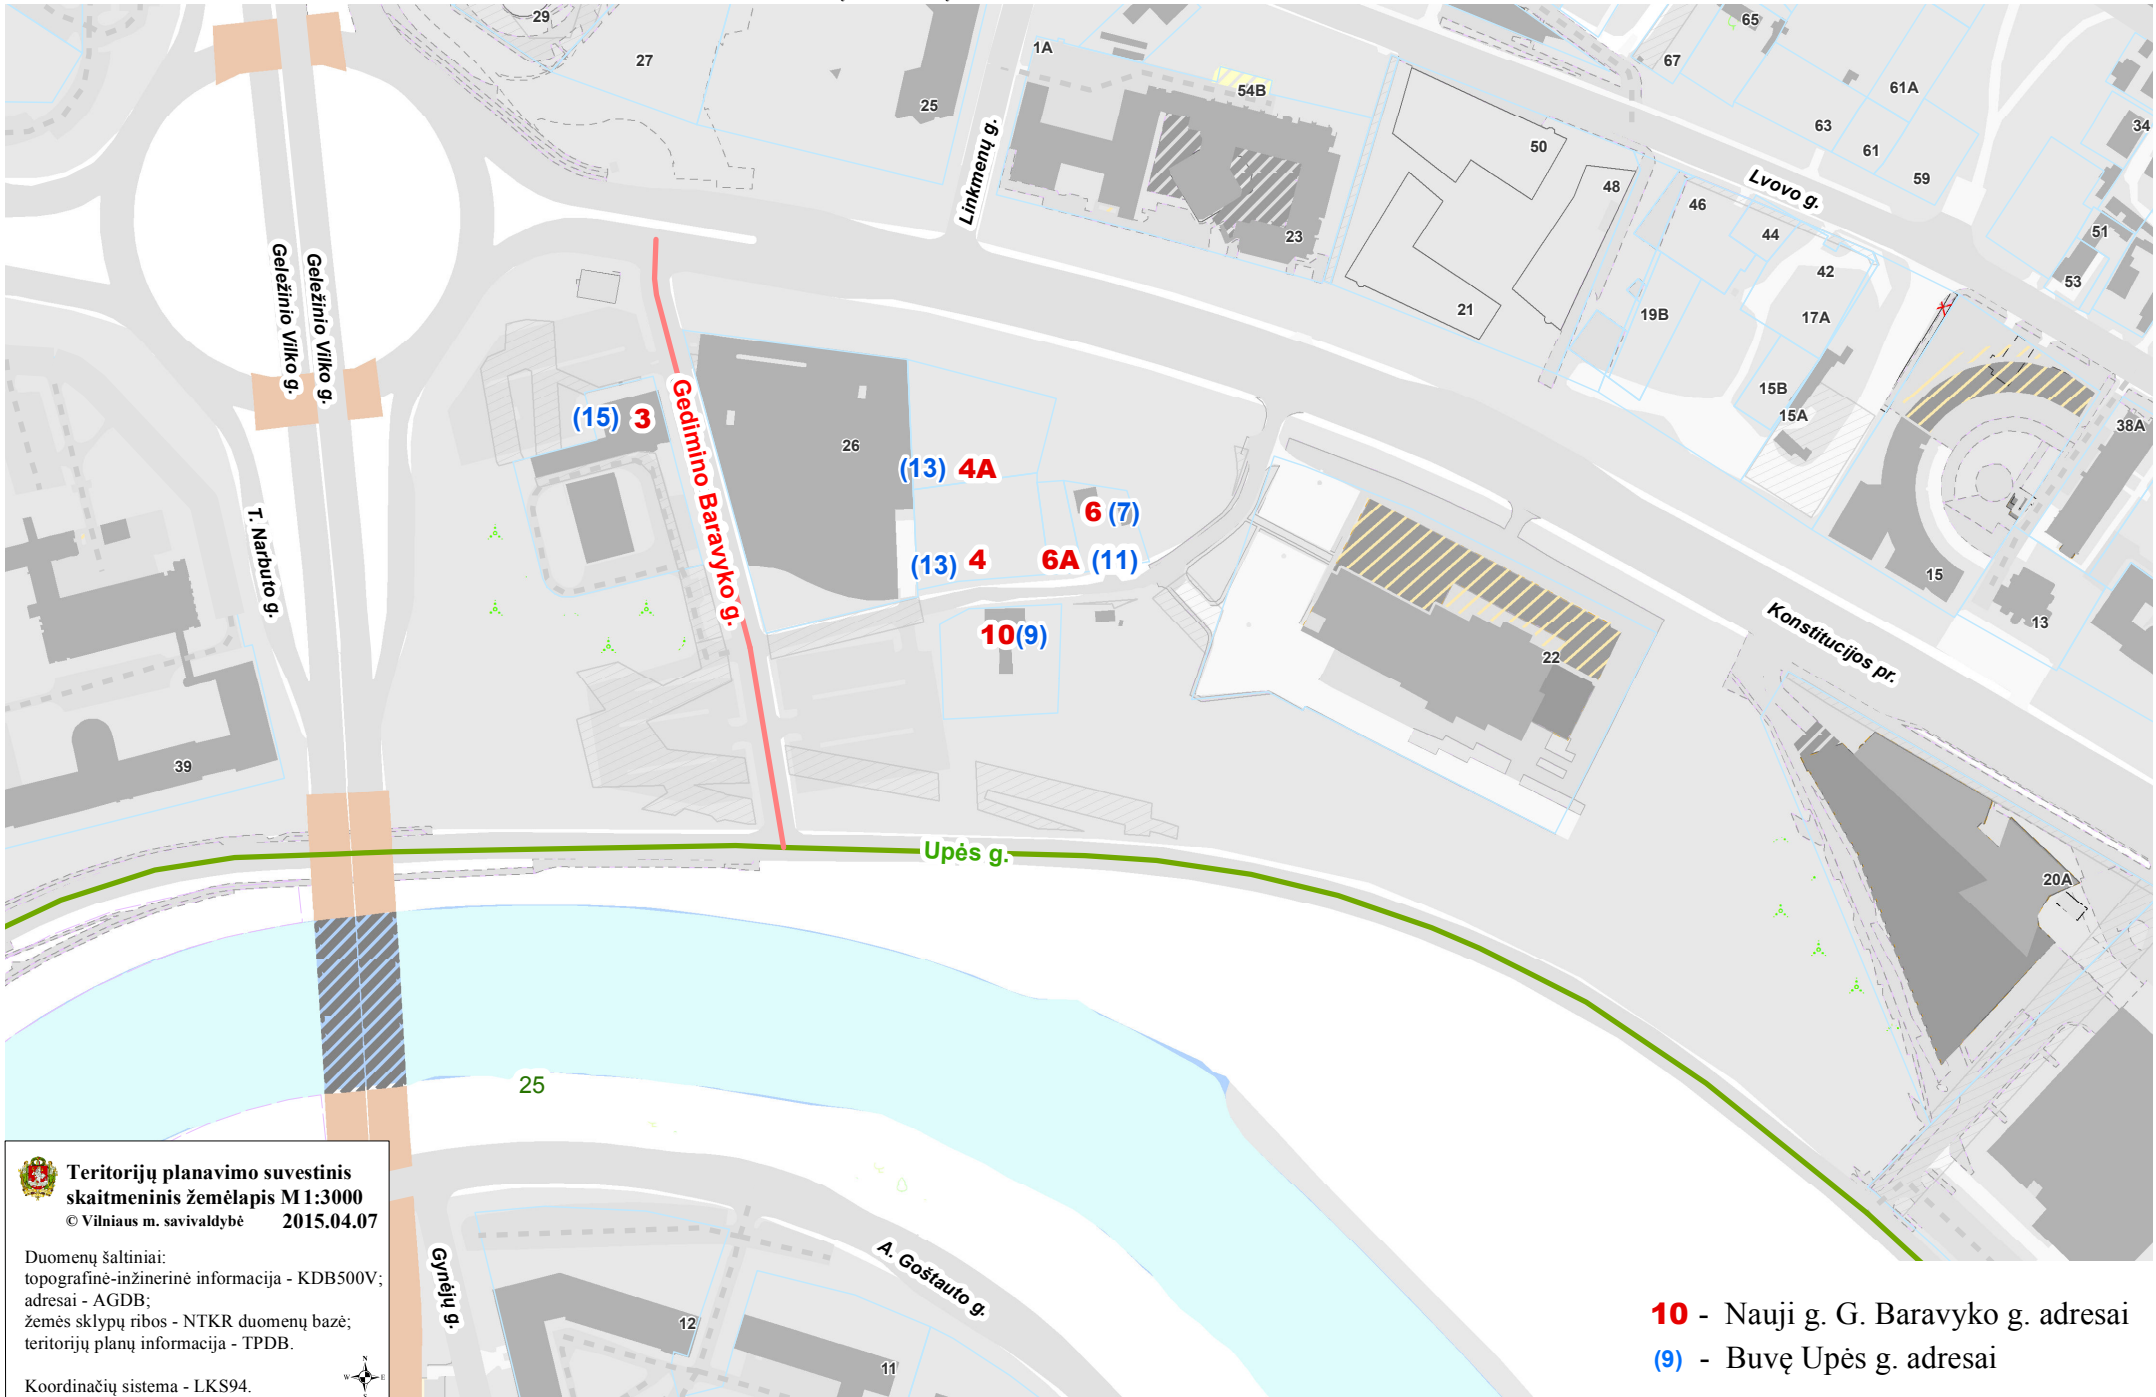 29
27
25
1A
54B
65
67
61A
63
61
59
34
50
48
46
44
42
51
53
23
21
19B
17A
15B
15A
38A
Linkmenų g.
Lvovo g.
Geležinio Vilko g.
Geležinio Vilko g.
T. Narbuto g.
Gedimino Baravyko g.
(15) 3
26
(13) 4A
6 (7)
(13) 4
6A (11)
10(9)
22
15
13
Konstitucijos pr.
39
Upės g.
20A
25
Gynėjų g.
A. Goštauto g.
12
11
Teritorijų planavimo suvestinis
skaitmeninis žemėlapis M 1:3000
© Vilniaus m. savivaldybė 2015.04.07
Duomenų šaltiniai:
topografinė-inžinerinė informacija - KDB500V;
adresai - AGDB;
žemės sklypų ribos - NTKR duomenų bazė;
teritorijų planų informacija - TPDB.
Koordinačių sistema - LKS94.
N
W E
S
10 - Nauji g. G. Baravyko g. adresai
(9) - Buvę Upės g. adresai